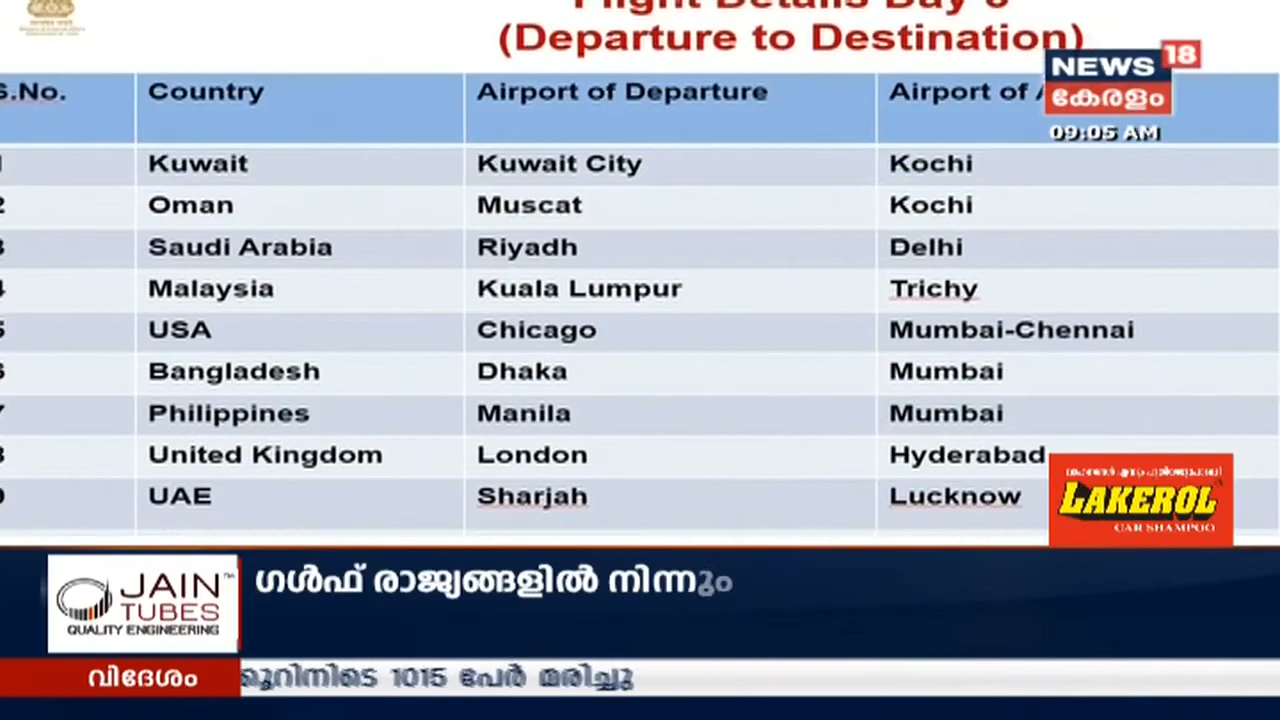 (Departure to Destination)
S.No. Country Airport of Departure Airport of
NEWS 18
കേരളം
09:05 AM
Kuwait Kuwait City Kochi
Oman Muscat Kochi
Saudi Arabia Riyadh Delhi
Malaysia Kuala Lumpur Trichy
USA Chicago Mumbai-Chennai
Bangladesh Dhaka Mumbai
Philippines Manila Mumbai
United Kingdom London Hyderabad
UAE Sharjah Lucknow
LAKEROL
CAR SHAMPOO
JAIN TUBES
QUALITY ENGINEERING
ഗൾഫ് രാജ്യങ്ങളിൽ നിന്നും
വിദേശം 1015 പേർ മരിച്ചു